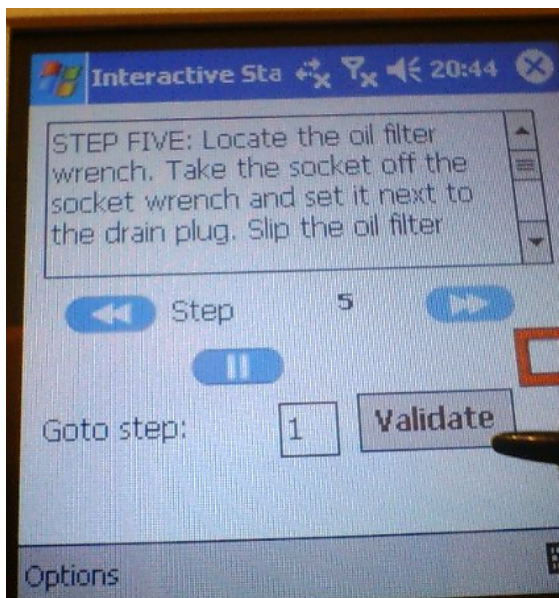 Interactive Sta 20:44
STEP FIVE: Locate the oil filter
wrench. Take the socket off the
socket wrench and set it next to
the drain plug. Slip the oil filter
Step 5
Goto step: 1 Validate
Options